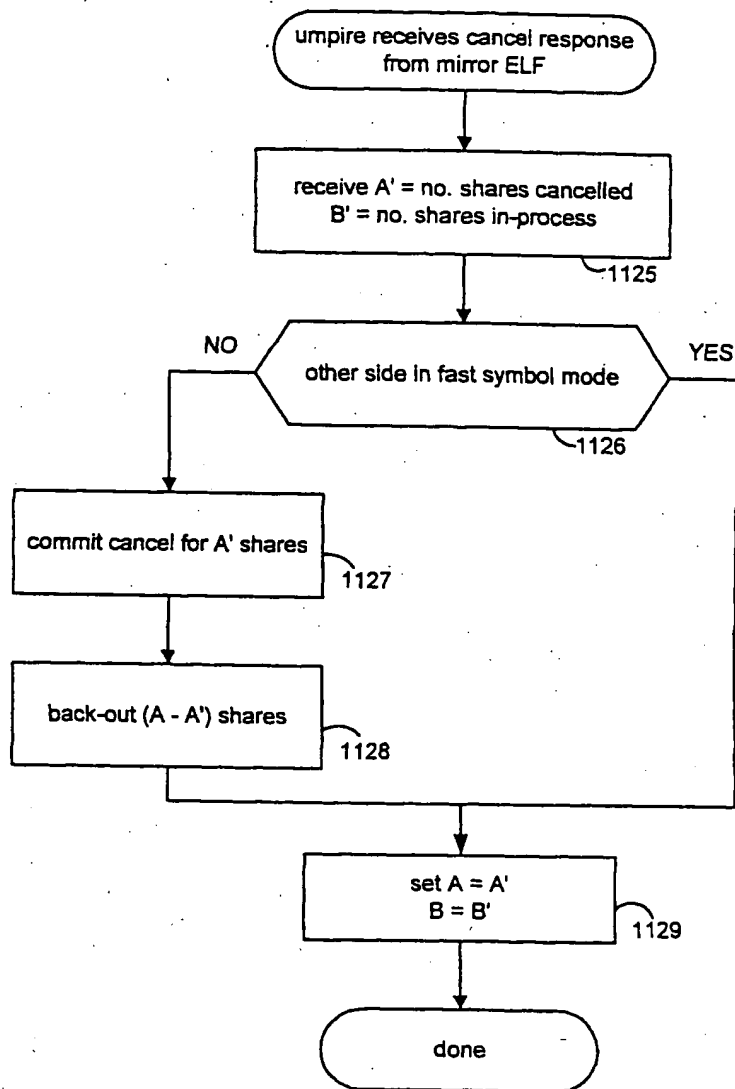 umpire receives cancel response
from mirror ELF
receive A' = no. shares cancelled
B' = no. shares in-process
1125
NO
other side in fast symbol mode
YES
1126
commit cancel for A' shares
1127
back-out (A - A') shares
1128
set A = A'
B = B'
1129
done